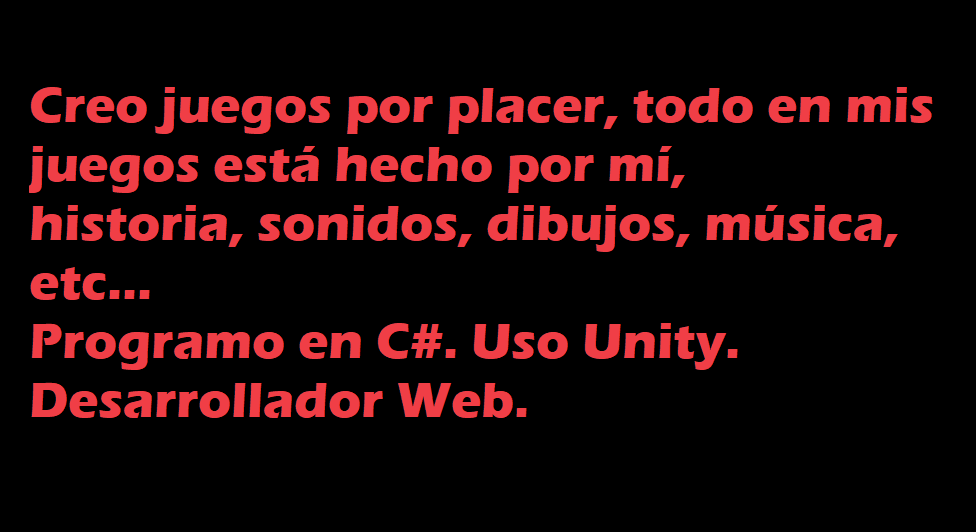 Creo juegos por placer, todo en mis
juegos está hecho por mí,
historia, sonidos, dibujos, música,
etc...
Programo en C#. Uso Unity.
Desarrollador Web.